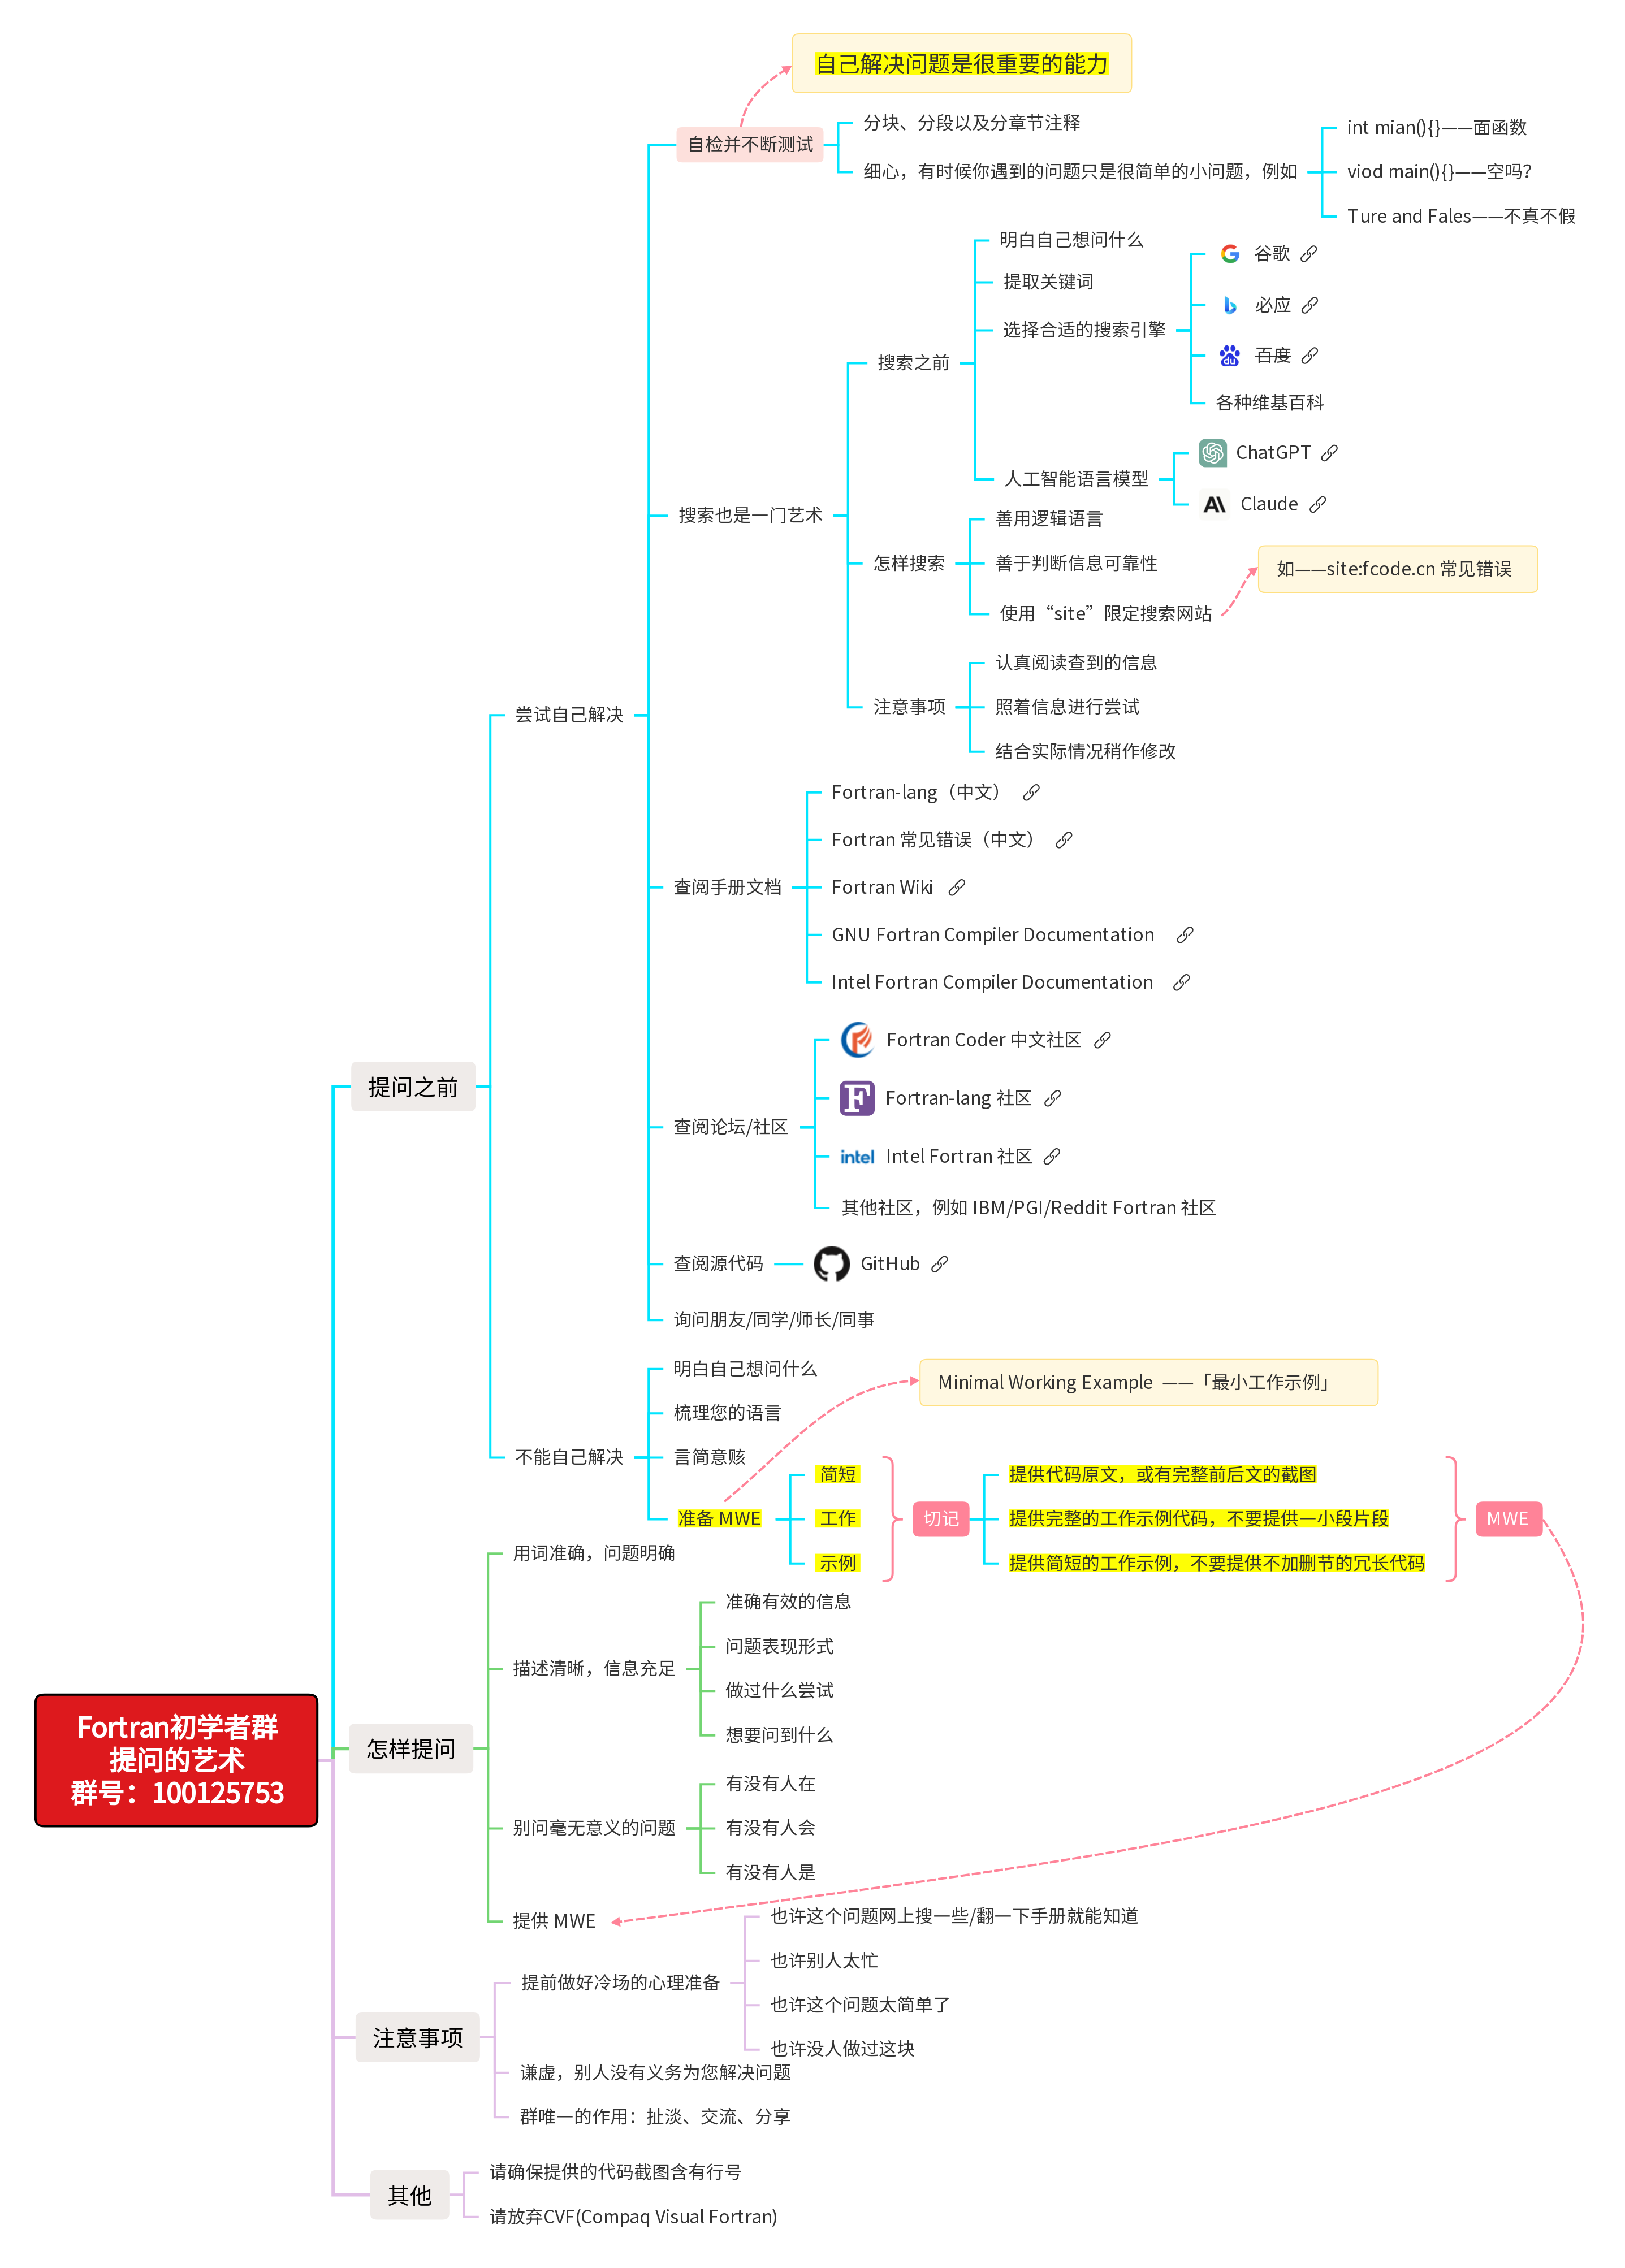 自己解决问题是很重要的能力
自检并不断测试
分块、分段以及分章节注释
细心，有时候你遇到的问题只是很简单的小问题，例如
int mian(){}——面函数
viod main(){}——空吗？
Ture and Fales——不真不假
搜索也是一门艺术
搜索之前
明白自己想问什么
提取关键词
选择合适的搜索引擎
谷歌
必应
du
百度
各种维基百科
人工智能语言模型
ChatGPT
Claude
怎样搜索
善用逻辑语言
善于判断信息可靠性
使用“site”限定搜索网站
如——site:fcode.cn 常见错误
注意事项
认真阅读查到的信息
照着信息进行尝试
结合实际情况稍作修改
尝试自己解决
查阅手册文档
Fortran-lang（中文）
Fortran 常见错误（中文）
Fortran Wiki
GNU Fortran Compiler Documentation
Intel Fortran Compiler Documentation
查阅论坛/社区
Fortran Coder 中文社区
F
Fortran-lang 社区
intel
Intel Fortran 社区
其他社区，例如 IBM/PGI/Reddit Fortran 社区
查阅源代码
GitHub
询问朋友/同学/师长/同事
提问之前
不能自己解决
明白自己想问什么
梳理您的语言
言简意赅
准备 MWE
Minimal Working Example ——「最小工作示例」
简短
工作
示例
切记
提供代码原文，或有完整前后文的截图
提供完整的工作示例代码，不要提供一小段片段
提供简短的工作示例，不要提供不加删节的冗长代码
MWE
Fortran初学者群
提问的艺术
群号：100125753
怎样提问
用词准确，问题明确
描述清晰，信息充足
准确有效的信息
问题表现形式
做过什么尝试
想要问到什么
别问毫无意义的问题
有没有人在
有没有人会
有没有人是
提供 MWE
注意事项
提前做好冷场的心理准备
也许这个问题网上搜一些/翻一下手册就能知道
也许别人太忙
也许这个问题太简单了
也许没人做过这块
谦虚，别人没有义务为您解决问题
群唯一的作用：扯淡、交流、分享
其他
请确保提供的代码截图含有行号
请放弃CVF(Compaq Visual Fortran)